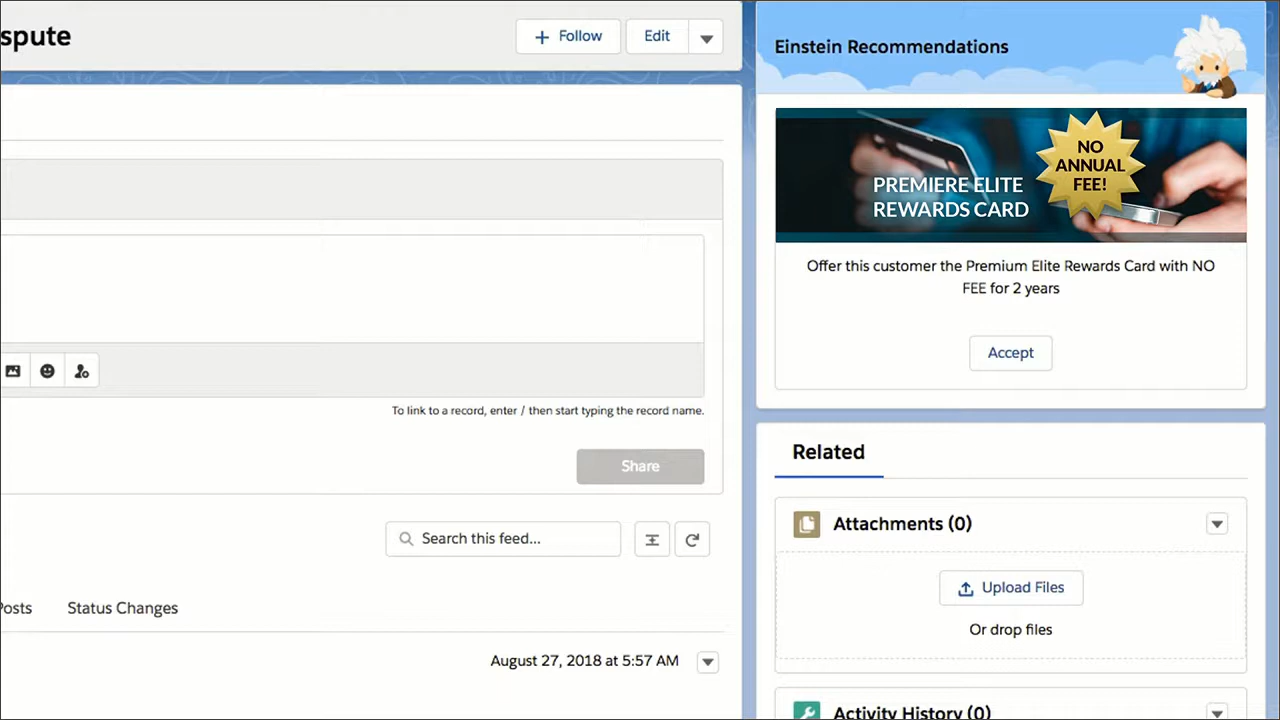 spute
Follow
Edit
To link to a record, enter / then start typing the record name.
Share
Search this feed...
Posts
Status Changes
August 27, 2018 at 5:57 AM
Einstein Recommendations
NO
ANNUAL
FEE!
PREMIERE ELITE
REWARDS CARD
Offer this customer the Premium Elite Rewards Card with NO
FEE for 2 years
Accept
Related
Attachments (0)
Upload Files
Or drop files
Activity History (0)